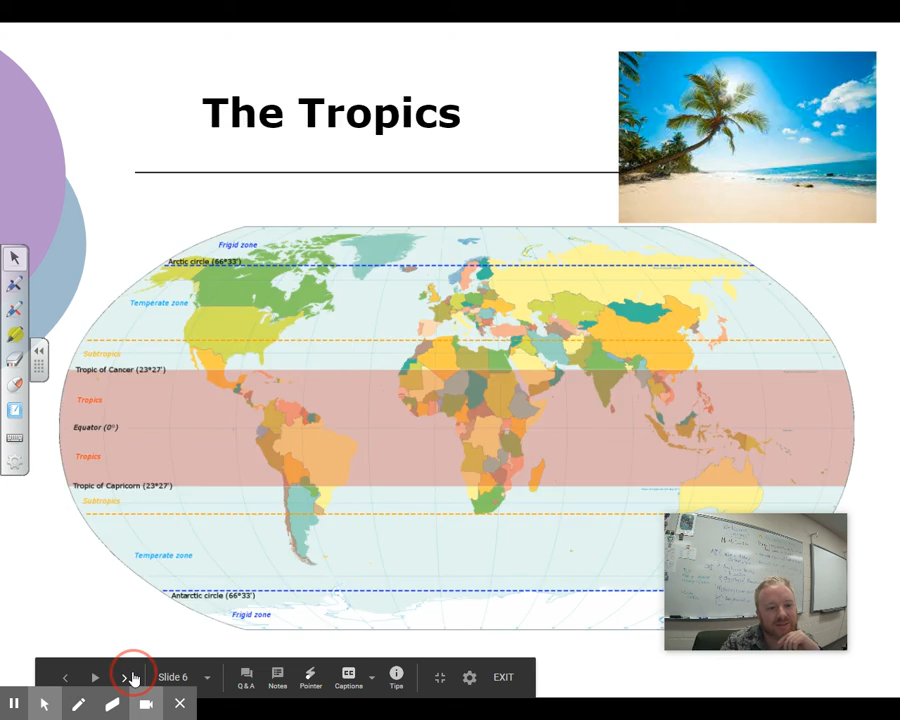 The Tropics
Frigid zone
Arctic circle (66°33')
Temperate zone
Subtropics
Tropic of Cancer (23°27')
Tropics
Equator (0°)
Tropics
Tropic of Capricorn (23°27')
Subtropics
Temperate zone
Antarctic circle (66°33')
Frigid zone
Slide 6
Q & A
Notes
Pointer
Captions
Tips
EXIT